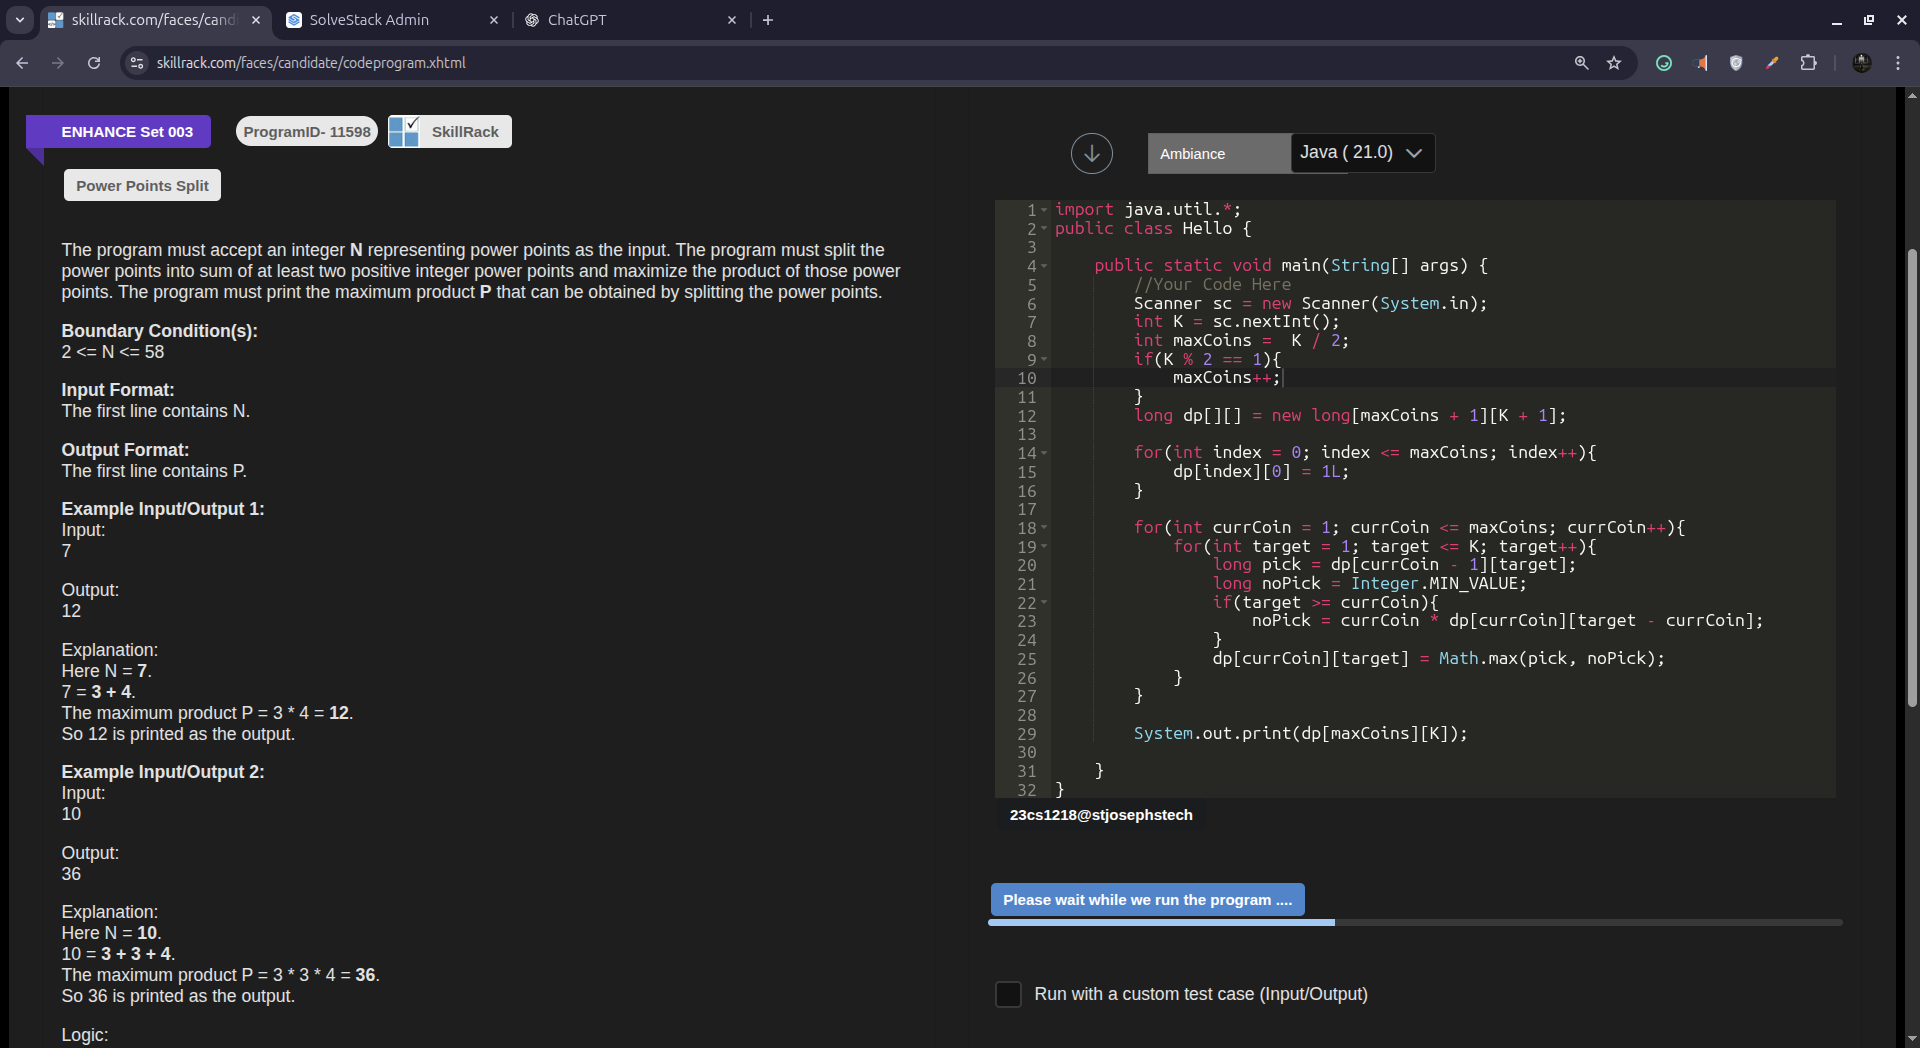 skillrack.com/faces/candi
SolveStack Admin
ChatGPT
skillrack.com/faces/candidate/codeprogram.xhtml
ENHANCE Set 003
ProgramID- 11598
SkillRack
Power Points Split
The program must accept an integer N representing power points as the input. The program must split the
power points into sum of at least two positive integer power points and maximize the product of those power
points. The program must print the maximum product P that can be obtained by splitting the power points.
Boundary Condition(s):
2 <= N <= 58
Input Format:
The first line contains N.
Output Format:
The first line contains P.
Example Input/Output 1:
Input:
7
Output:
12
Explanation:
Here N = 7.
7 = 3 + 4.
The maximum product P = 3 * 4 = 12.
So 12 is printed as the output.
Example Input/Output 2:
Input:
10
Output:
36
Explanation:
Here N = 10.
10 = 3 + 3 + 4.
The maximum product P = 3 * 3 * 4 = 36.
So 36 is printed as the output.
Logic:
Ambiance
Java ( 21.0)
1 import java.util.*;
2 public class Hello {
3
4     public static void main(String[] args) {
5         //Your Code Here
6         Scanner sc = new Scanner(System.in);
7         int K = sc.nextInt();
8         int maxCoins =  K / 2;
9         if(K % 2 == 1){
10             maxCoins++;
11         }
12         long dp[][] = new long[maxCoins + 1][K + 1];
13
14         for(int index = 0; index <= maxCoins; index++){
15             dp[index][0] = 1L;
16         }
17
18         for(int currCoin = 1; currCoin <= maxCoins; currCoin++){
19             for(int target = 1; target <= K; target++){
20                 long pick = dp[currCoin - 1][target];
21                 long noPick = Integer.MIN_VALUE;
22                 if(target >= currCoin){
23                     noPick = currCoin * dp[currCoin][target - currCoin];
24                 }
25                 dp[currCoin][target] = Math.max(pick, noPick);
26             }
27         }
28
29         System.out.print(dp[maxCoins][K]);
30
31     }
32 }
23cs1218@stjosephstech
Please wait while we run the program ....
Run with a custom test case (Input/Output)